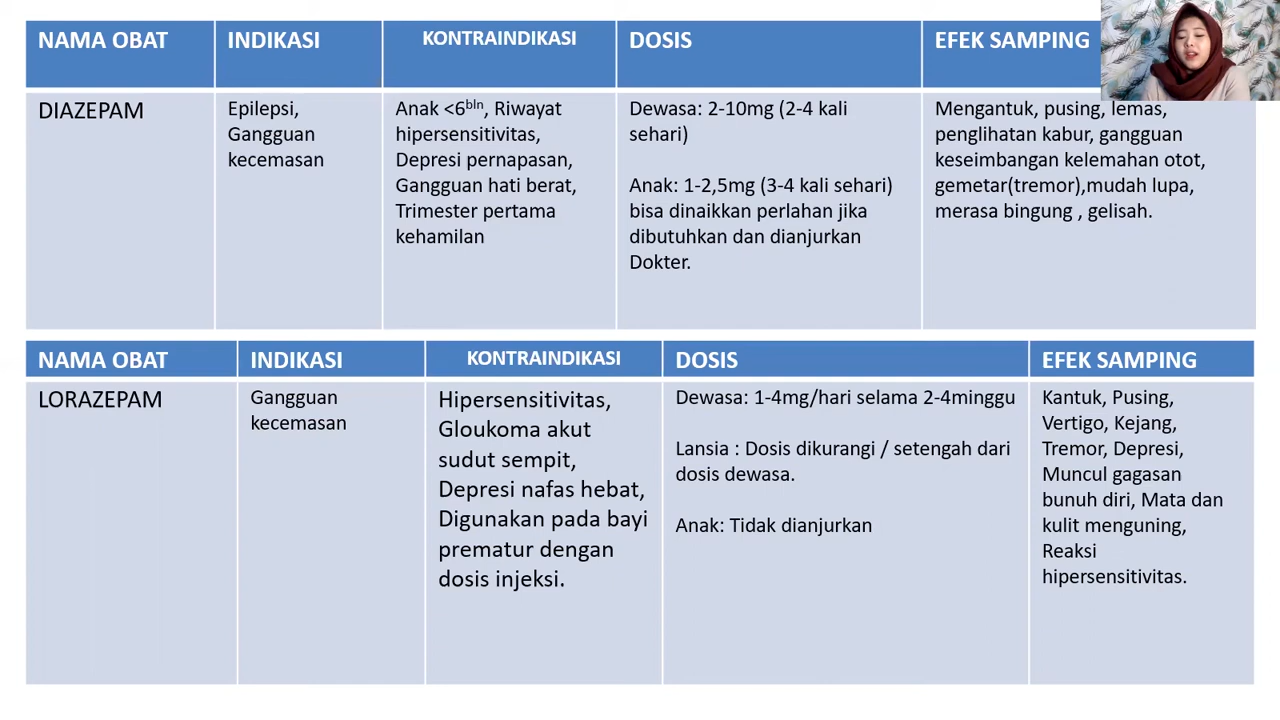 NAMA OBAT
INDIKASI
KONTRAINDIKASI
DOSIS
EFEK SAMPING
DIAZEPAM
Epilepsi,
Gangguan
kecemasan
Anak <6bln, Riwayat
hipersensitivitas,
Depresi pernapasan,
Gangguan hati berat,
Trimester pertama
kehamilan
Dewasa: 2-10mg (2-4 kali
sehari)
Anak: 1-2,5mg (3-4 kali sehari)
bisa dinaikkan perlahan jika
dibutuhkan dan dianjurkan
Dokter.
Mengantuk, pusing, lemas,
penglihatan kabur, gangguan
keseimbangan kelemahan otot,
gemetar(tremor),mudah lupa,
merasa bingung , gelisah.
NAMA OBAT
INDIKASI
KONTRAINDIKASI
DOSIS
EFEK SAMPING
LORAZEPAM
Gangguan
kecemasan
Hipersensitivitas,
Gloukoma akut
sudut sempit,
Depresi nafas hebat,
Digunakan pada bayi
prematur dengan
dosis injeksi.
Dewasa: 1-4mg/hari selama 2-4minggu
Lansia : Dosis dikurangi / setengah dari
dosis dewasa.
Anak: Tidak dianjurkan
Kantuk, Pusing,
Vertigo, Kejang,
Tremor, Depresi,
Muncul gagasan
bunuh diri, Mata dan
kulit menguning,
Reaksi
hipersensitivitas.